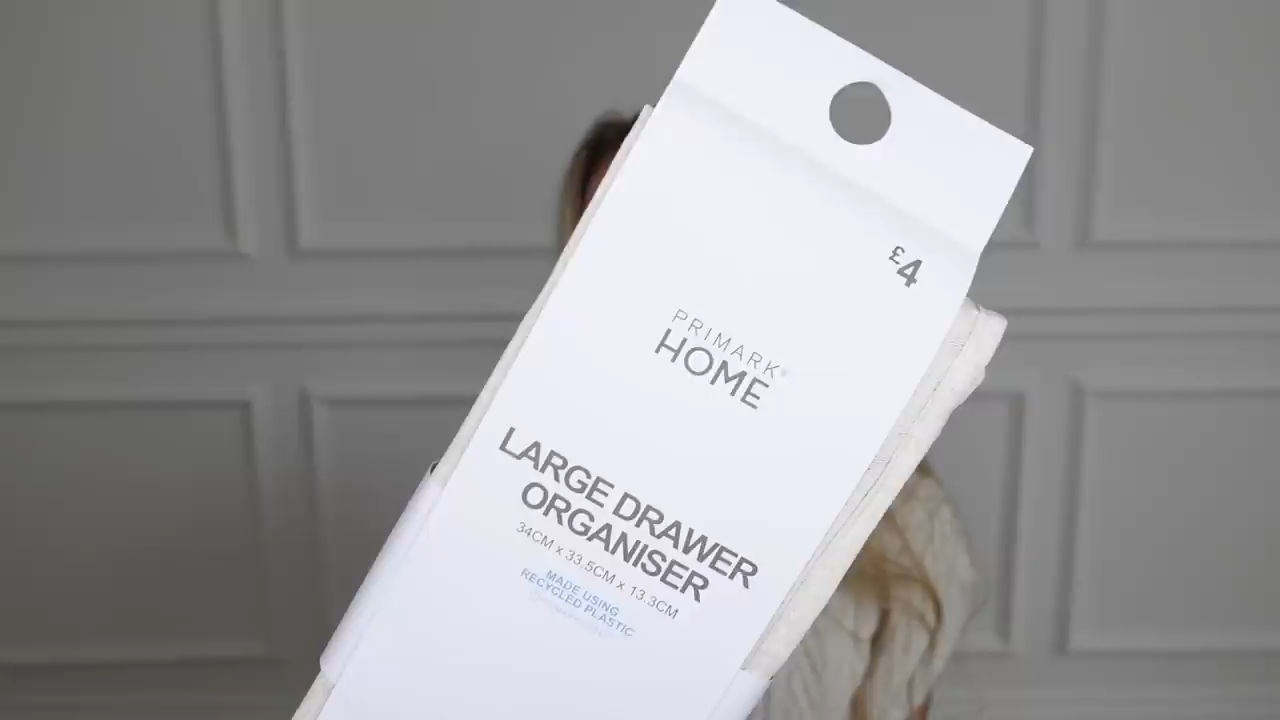 £4
PRIMARK®
HOME
LARGE DRAWER
ORGANISER
34CM x 33.5CM x 13.3CM
MADE USING
RECYCLED PLASTIC